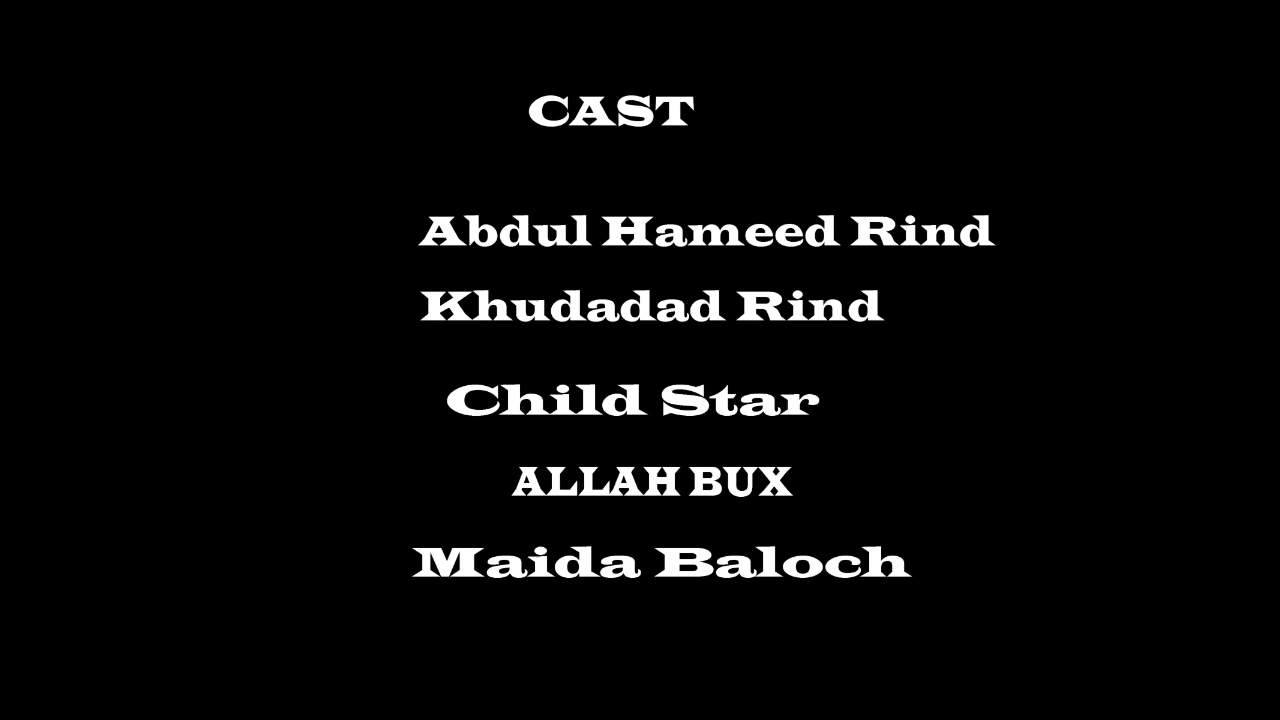 CAST
Abdul Hameed Rind
Khudadad Rind
Child Star
ALLAH BUX
Maida Baloch